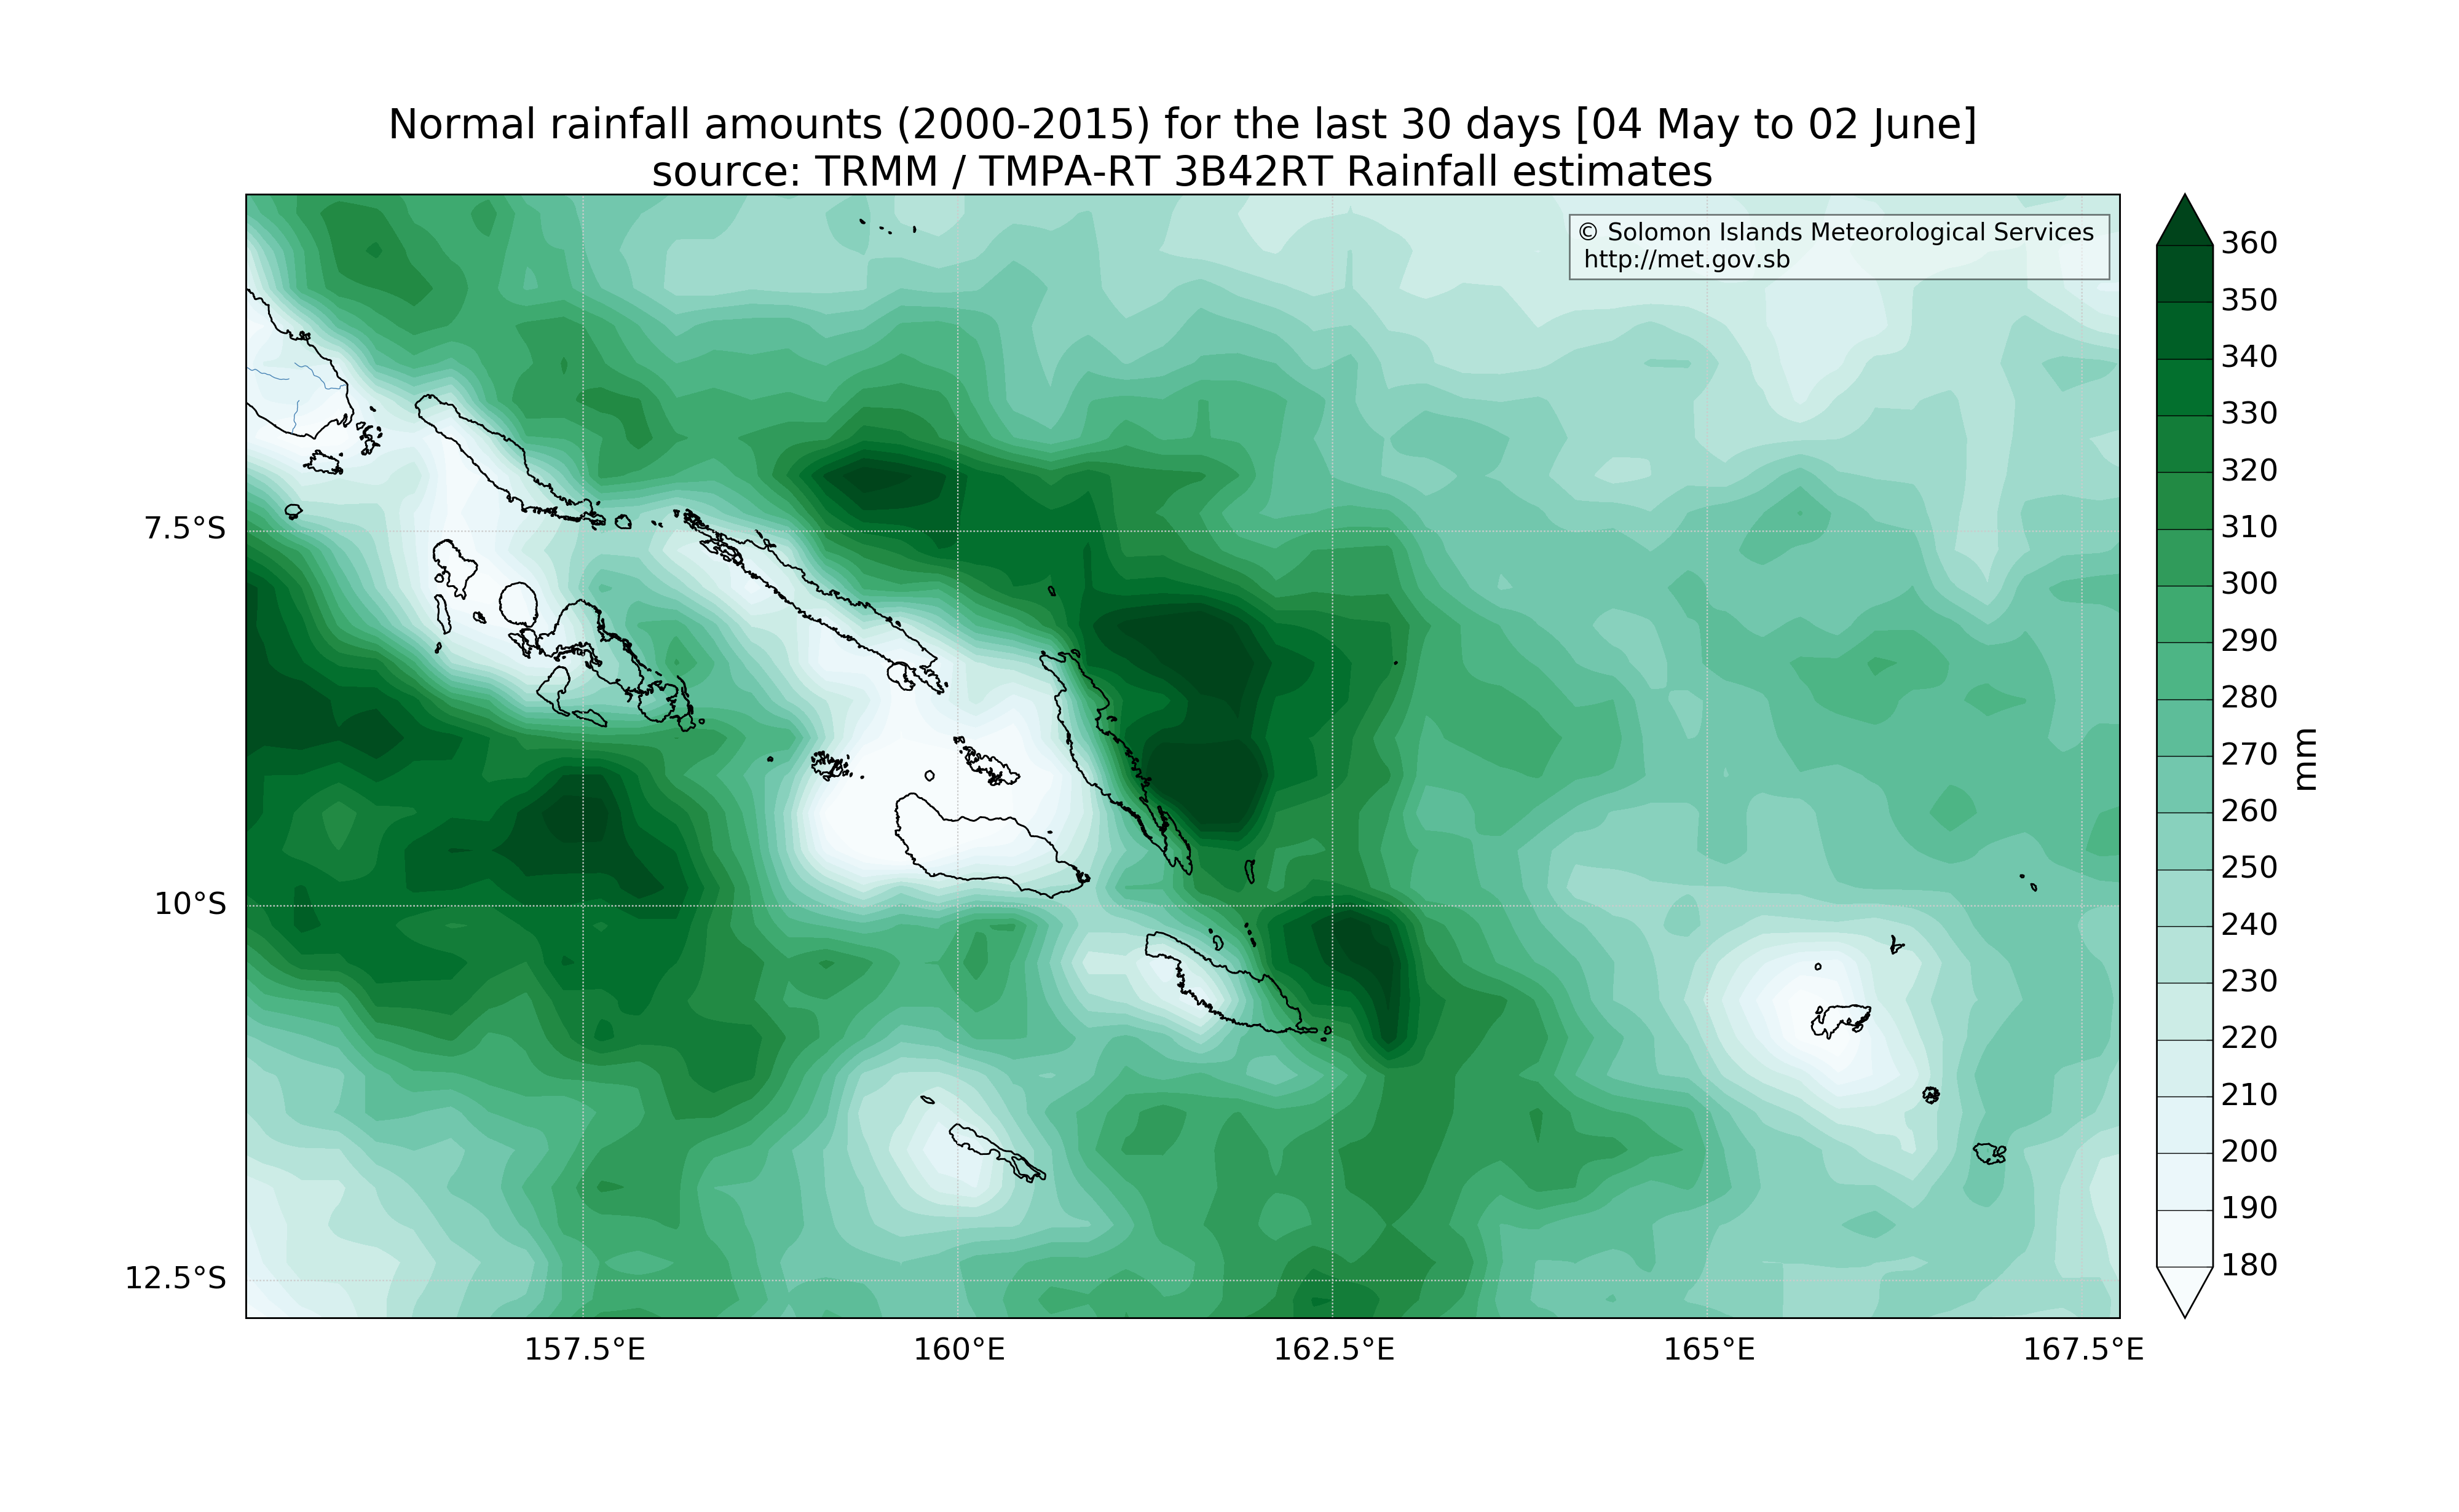 Normal rainfall amounts (2000-2015) for the last 30 days [04 May to 02 June]
source: TRMM / TMPA-RT 3B42RT Rainfall estimates
© Solomon Islands Meteorological Services
http://met.gov.sb
360
350
340
330
320
310
300
290
280
270
260
250
240
230
220
210
200
190
180
mm
7.5°S
10°S
12.5°S
157.5°E
160°E
162.5°E
165°E
167.5°E